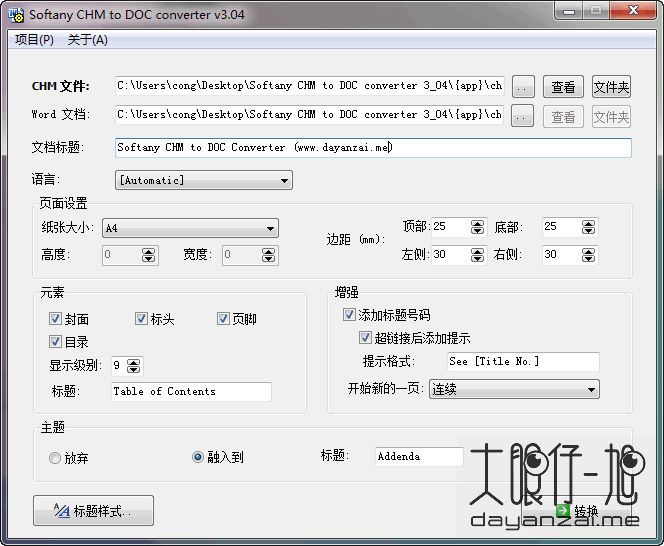 Softany CHM to DOC converter v3.04
项目(P) 关于(A)
CHM 文件: C:\Users\cong\Desktop\Softany CHM to DOC converter 3_04\{app}\ch .. 查看 文件夹
Word 文档: C:\Users\cong\Desktop\Softany CHM to DOC converter 3_04\{app}\ch .. 查看 文件夹
文档标题: Softany CHM to DOC Converter (www.dayanzai.me)
语言: [Automatic]
页面设置
纸张大小: A4
高度: 0 宽度: 0
边距 (mm): 顶部: 25 底部: 25
左侧: 30 右侧: 30
元素
封面 标头 页脚
目录
显示级别: 9
标题: Table of Contents
增强
添加标题号码
超链接后添加提示
提示格式: See [Title No.]
开始新的一页: 连续
主题
放弃 融入到 标题: Addenda
标题样式.. 转换
大眼仔~旭
dayanzai.me